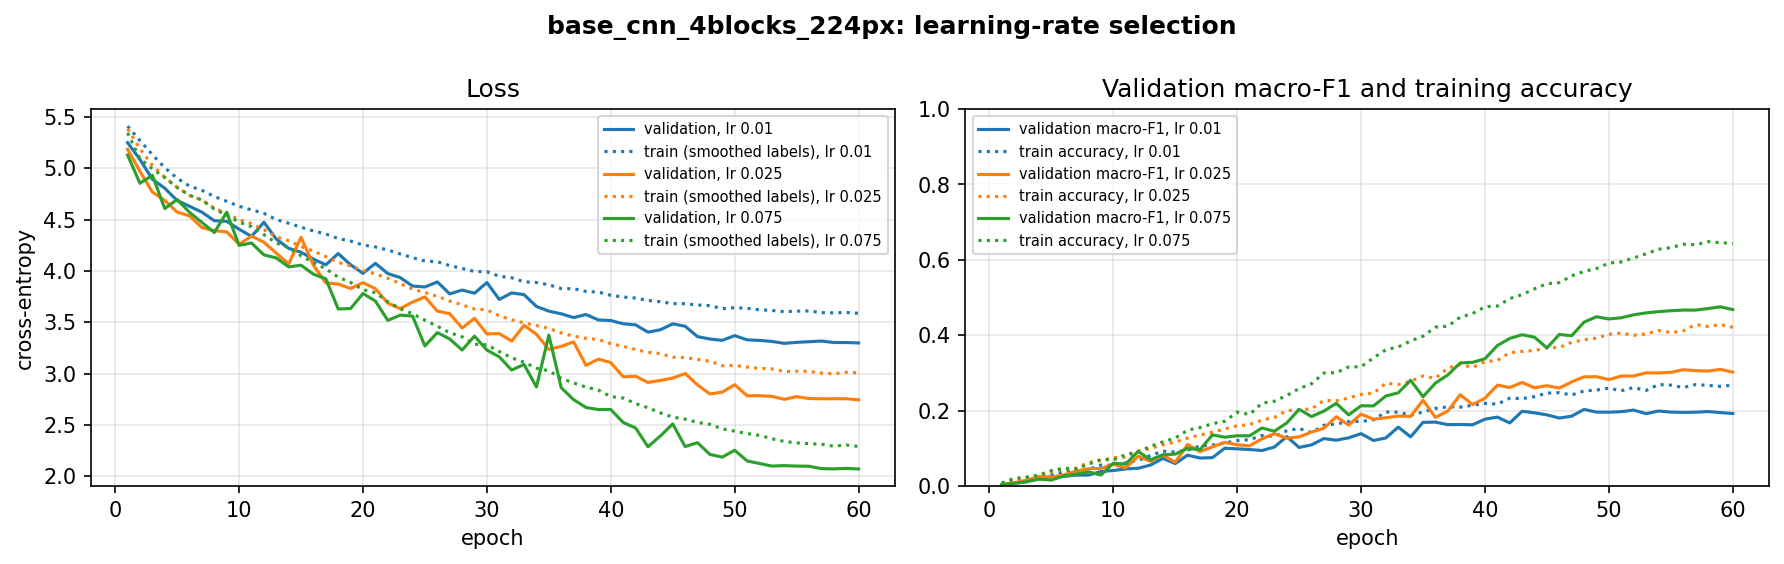 base_cnn_4blocks_224px: learning-rate selection
Loss
cross-entropy
5.5
5.0
4.5
4.0
3.5
3.0
2.5
2.0
validation, lr 0.01
train (smoothed labels), lr 0.01
validation, lr 0.025
train (smoothed labels), lr 0.025
validation, lr 0.075
train (smoothed labels), lr 0.075
0 10 20 30 40 50 60
epoch
Validation macro-F1 and training accuracy
1.0
0.8
0.6
0.4
0.2
0.0
validation macro-F1, lr 0.01
train accuracy, lr 0.01
validation macro-F1, lr 0.025
train accuracy, lr 0.025
validation macro-F1, lr 0.075
train accuracy, lr 0.075
0 10 20 30 40 50 60
epoch